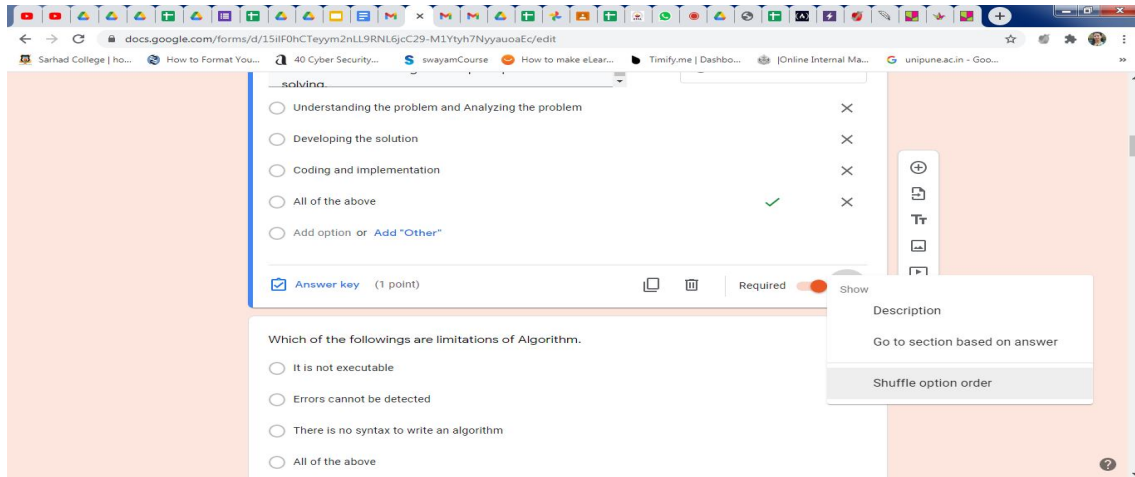 docs.google.com/forms/d/15iIF0hCTeyym2nLL9RNL6jcC29-M1Ytyh7NyyauoaEc/edit
Sarhad College | ho... How to Format You... 40 Cyber Security... swayamCourse How to make eLear... Timify.me | Dashbo... |Online Internal Ma... unipune.ac.in - Goo... »
solving.
Understanding the problem and Analyzing the problem
Developing the solution
Coding and implementation
All of the above
Add option or Add "Other"
Answer key (1 point) Required
Show
Description
Go to section based on answer
Shuffle option order
Which of the followings are limitations of Algorithm.
It is not executable
Errors cannot be detected
There is no syntax to write an algorithm
All of the above